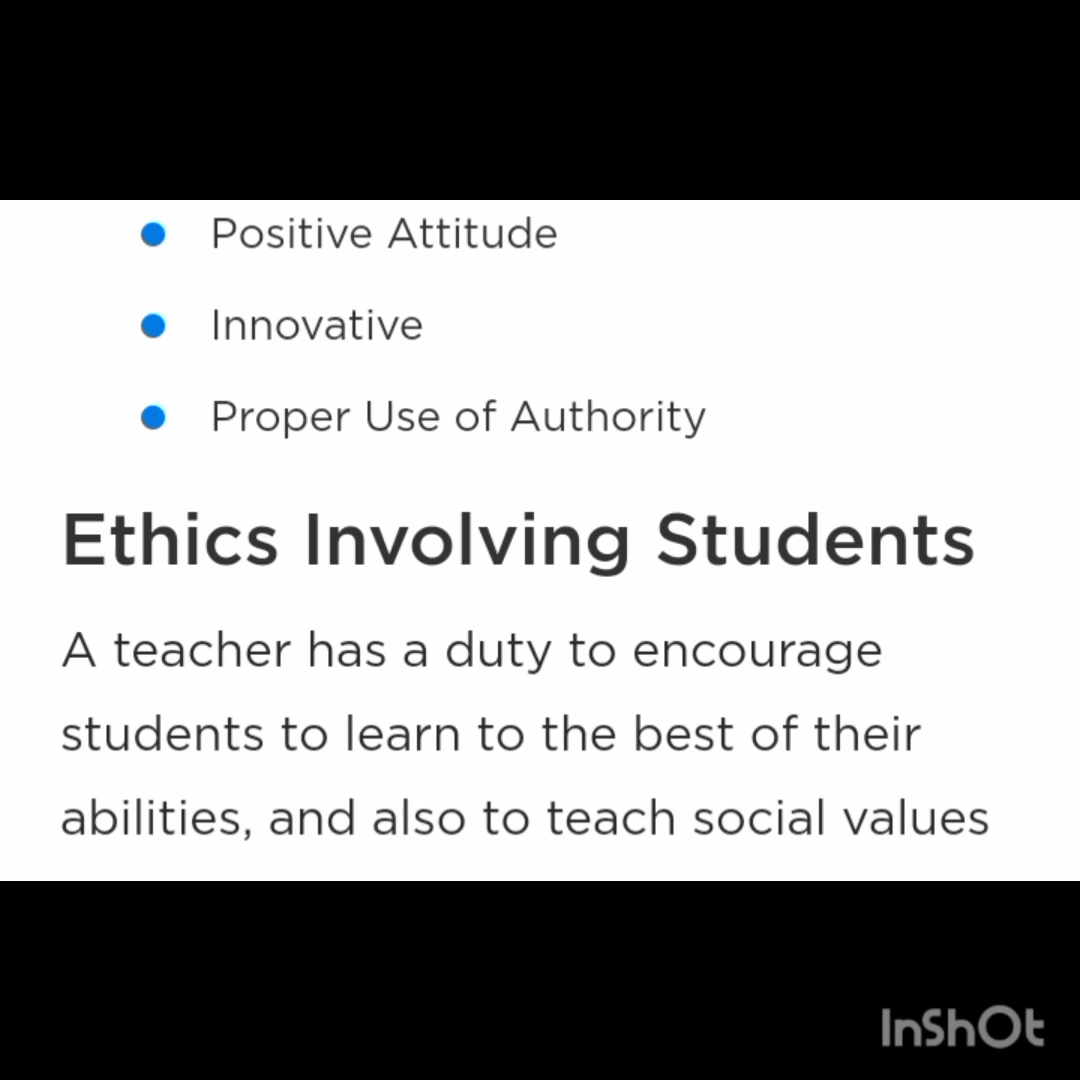 Positive Attitude
Innovative
Proper Use of Authority
Ethics Involving Students
A teacher has a duty to encourage
students to learn to the best of their
abilities, and also to teach social values
InShOt